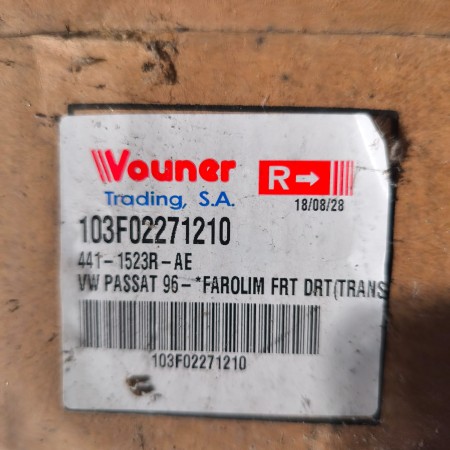 Vouner
R→
Trading, S.A.
18/08/28
103F02271210
441-1523R-AE
VW PASSAT 96-*FAROLIM FRT DRT(TRANS
103F02271210